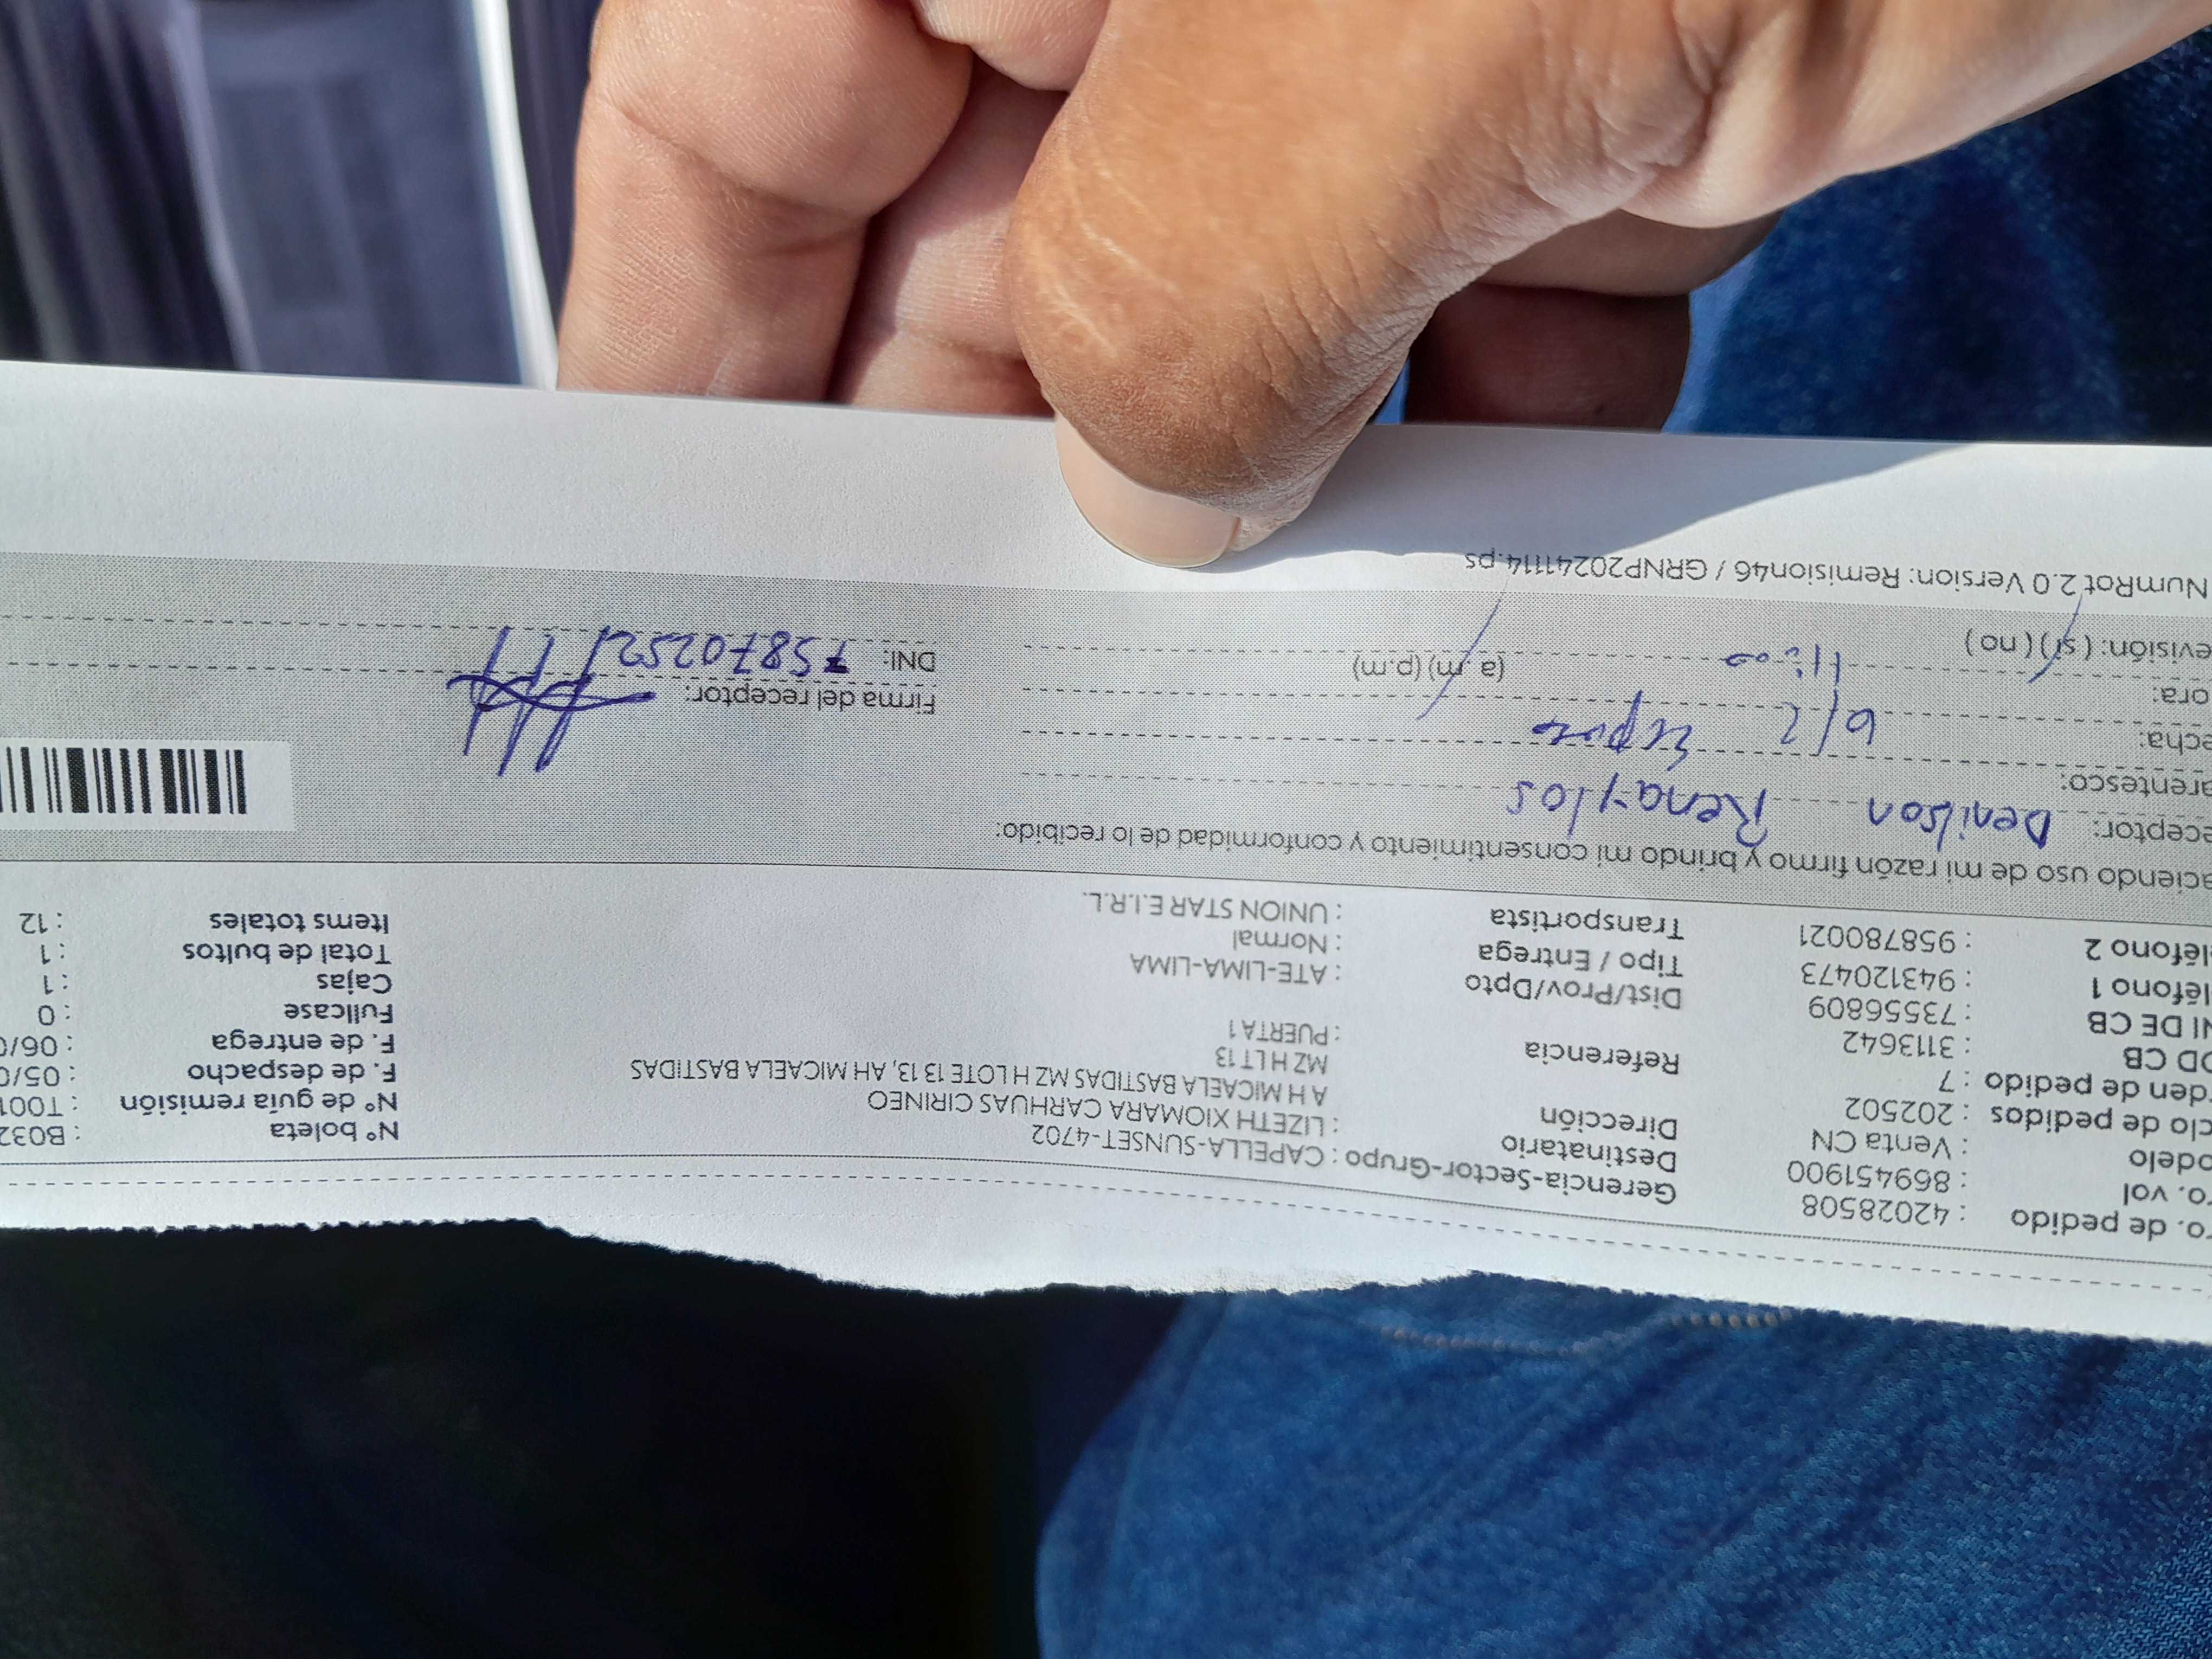 ro. de pedido : 42028508
ro. vol : 869451900
odelo : Venta CN
clo de pedidos : 202502
den de pedido : 7
OD CB : 3113642
NI DE CB : 73556809
léfono 1 : 943120473
léfono 2 : 958780021
Gerencia-Sector-Grupo : CAPELLA-SUNSET-4702
Destinatario : LIZETH XIOMARA CARHUAS CIRINEO
Dirección A H MICAELA BASTIDAS MZ H LOTE 13 13, AH MICAELA BASTIDAS
MZ H LT13
Referencia : PUERTA 1
Dist/Prov/Dpto : ATE-LIMA-LIMA
Tipo / Entrega : Normal
Transportista : UNION STAR E.I.R.L.
N° boleta : B032
N° de guía remisión : T001
F. de despacho : 05/0
F. de entrega : 06/0
Fullcase : 0
Cajas : 1
Total de bultos : 1
Items totales : 12
aciendo uso de mi razón firmo y brindo mi consentimiento y conformidad de lo recibido:
eceptor: Denilson Renaylos
arentesco: Esposo
echa: 6/2
ora: 11:00 (a.m) (p.m)
evisión: ( sí ) ( no )
Firma del receptor:
DNI: 75870252
NumRot 2.0 Version: Remision46 / GRNP20241114.ps